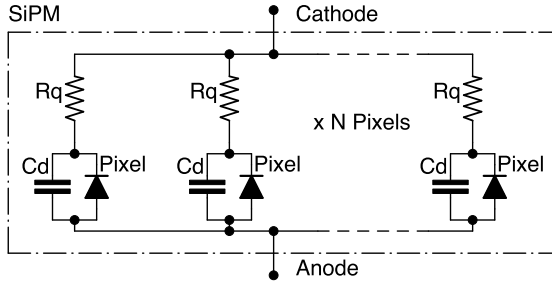 SiPM
Cathode
Rq
Rq
Rq
x N Pixels
Cd
Pixel
Cd
Pixel
Cd
Pixel
Anode